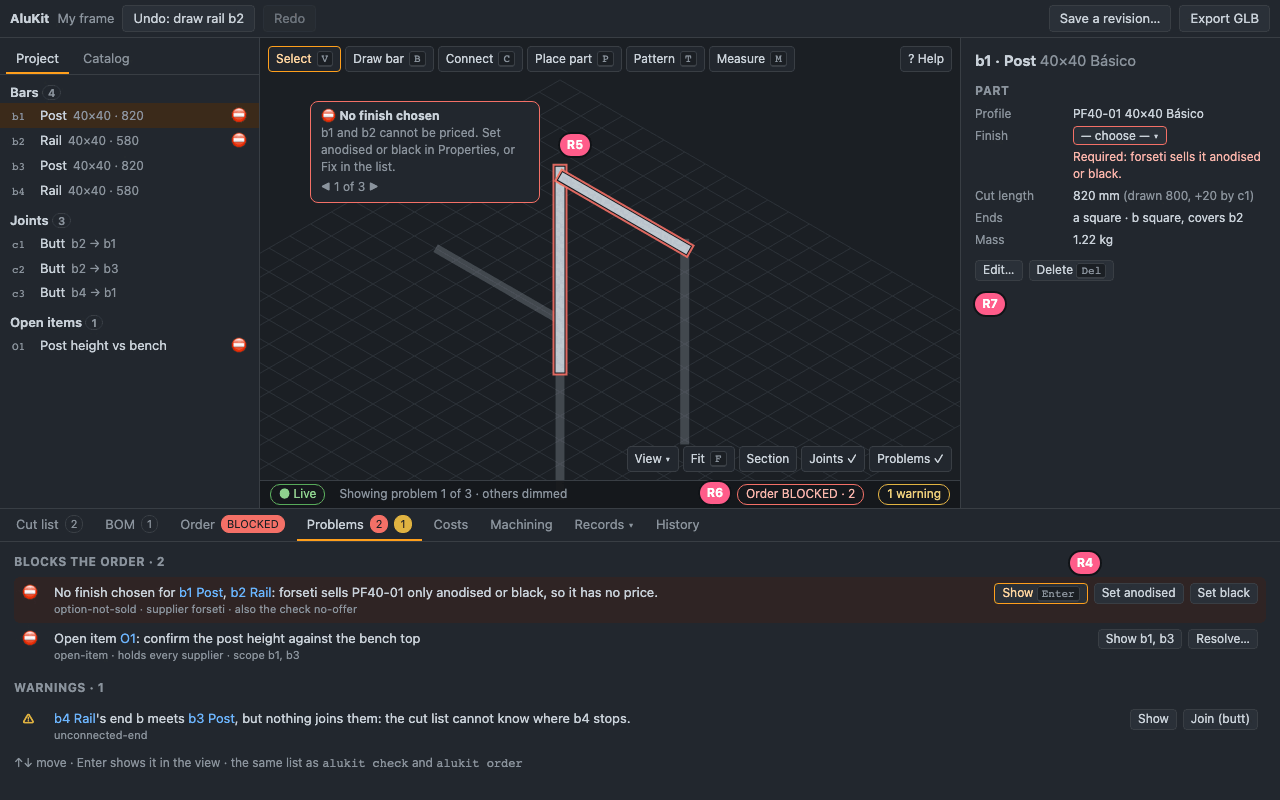 AluKit My frame Undo: draw rail b2 Redo Save a revision... Export GLB
Project Catalog
Select V Draw bar B Connect C Place part P Pattern T Measure M ? Help
Bars 4
b1 Post 40×40 · 820
b2 Rail 40×40 · 580
b3 Post 40×40 · 820
b4 Rail 40×40 · 580
Joints 3
c1 Butt b2 → b1
c2 Butt b2 → b3
c3 Butt b4 → b1
Open items 1
O1 Post height vs bench
No finish chosen
b1 and b2 cannot be priced. Set
anodised or black in Properties, or
Fix in the list.
◀ 1 of 3 ▶
R5
View ▾ Fit F Section Joints ✓ Problems ✓
Live Showing problem 1 of 3 · others dimmed R6 Order BLOCKED · 2 1 warning
b1 · Post 40×40 Básico
PART
Profile PF40-01 40×40 Básico
Finish — choose — ▾
Required: forseti sells it anodised
or black.
Cut length 820 mm (drawn 800, +20 by c1)
Ends a square · b square, covers b2
Mass 1.22 kg
Edit... Delete Del
R7
Cut list 2 BOM 1 Order BLOCKED Problems 2 1 Costs Machining Records ▾ History
BLOCKS THE ORDER · 2
R4
No finish chosen for b1 Post, b2 Rail: forseti sells PF40-01 only anodised or black, so it has no price. Show Enter Set anodised Set black
option-not-sold · supplier forseti · also the check no-offer
Open item O1: confirm the post height against the bench top Show b1, b3 Resolve...
open-item · holds every supplier · scope b1, b3
WARNINGS · 1
b4 Rail's end b meets b3 Post, but nothing joins them: the cut list cannot know where b4 stops. Show Join (butt)
unconnected-end
↑↓ move · Enter shows it in the view · the same list as alukit check and alukit order